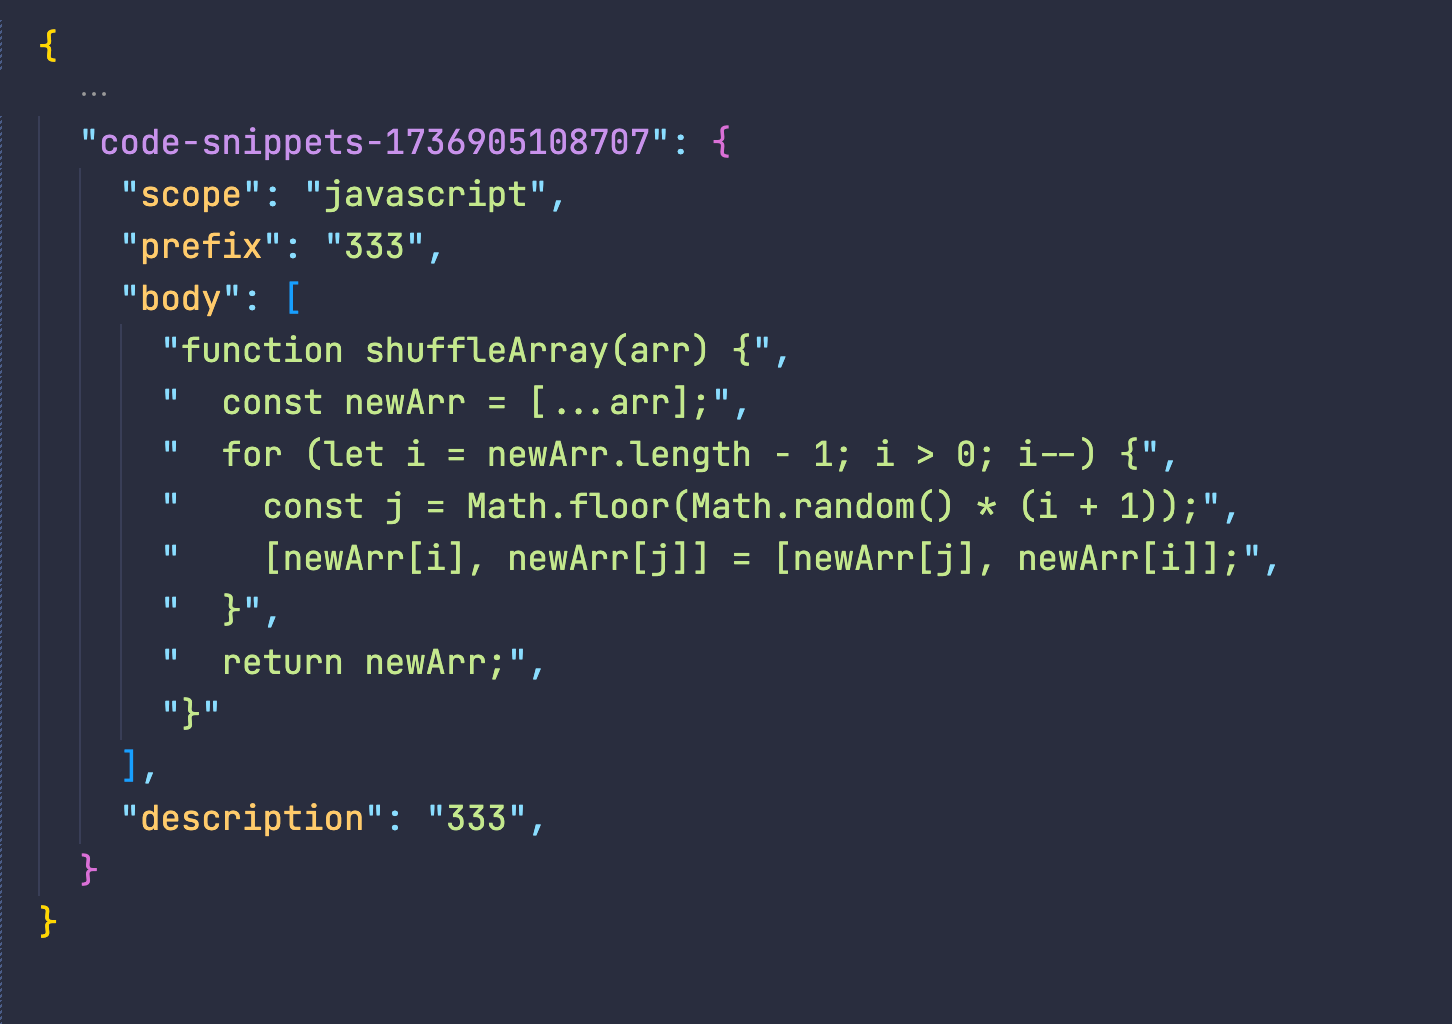 {
...
"code-snippets-1736905108707": {
"scope": "javascript",
"prefix": "333",
"body": [
"function shuffleArray(arr) {",
"  const newArr = [...arr];",
"  for (let i = newArr.length - 1; i > 0; i--) {",
"    const j = Math.floor(Math.random() * (i + 1));",
"    [newArr[i], newArr[j]] = [newArr[j], newArr[i]];",
"  }",
"  return newArr;",
"}"
],
"description": "333",
}
}